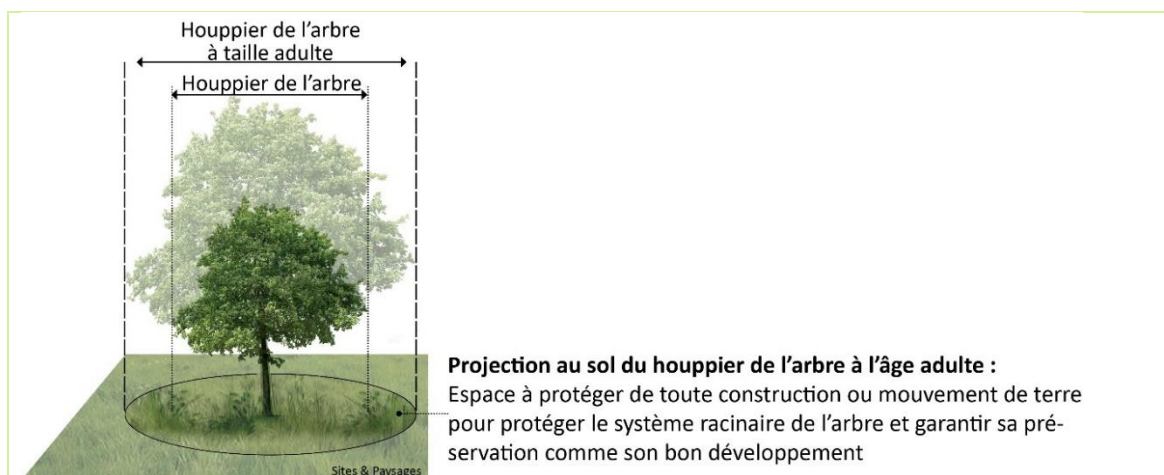 Houppier de l'arbre
à taille adulte
Houppier de l'arbre
Projection au sol du houppier de l'arbre à l'âge adulte :
Espace à protéger de toute construction ou mouvement de terre
pour protéger le système racinaire de l'arbre et garantir sa pré-
servation comme son bon développement
Sites & Paysages